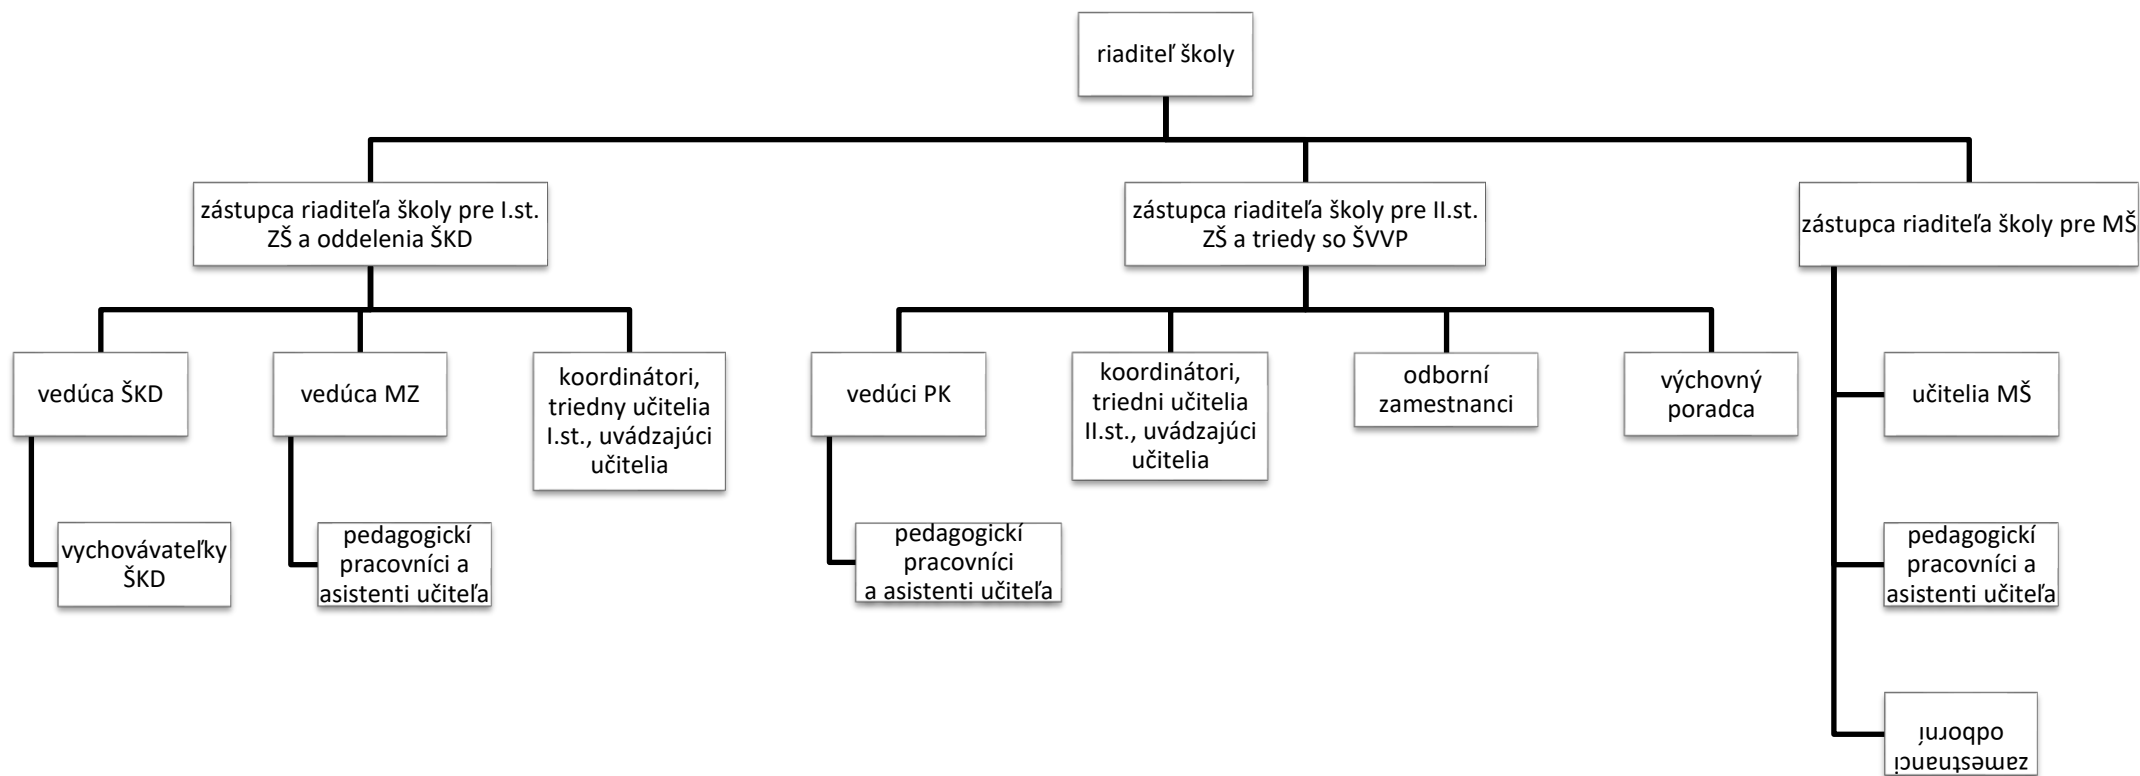 riaditeľ školy
zástupca riaditeľa školy pre I.st.
ZŠ a oddelenia ŠKD
zástupca riaditeľa školy pre II.st.
ZŠ a triedy so ŠVVP
zástupca riaditeľa školy pre MŠ
vedúca ŠKD
vedúca MZ
koordinátori,
triedny učitelia
I.st., uvádzajúci
učitelia
vedúci PK
koordinátori,
triedni učitelia
II.st., uvádzajúci
učitelia
odborní
zamestnanci
výchovný
poradca
učitelia MŠ
vychovávateľky
ŠKD
pedagogickí
pracovníci a
asistenti učiteľa
pedagogickí
pracovníci
a asistenti učiteľa
pedagogickí
pracovníci a
asistenti učiteľa
odborní
zamestnanci